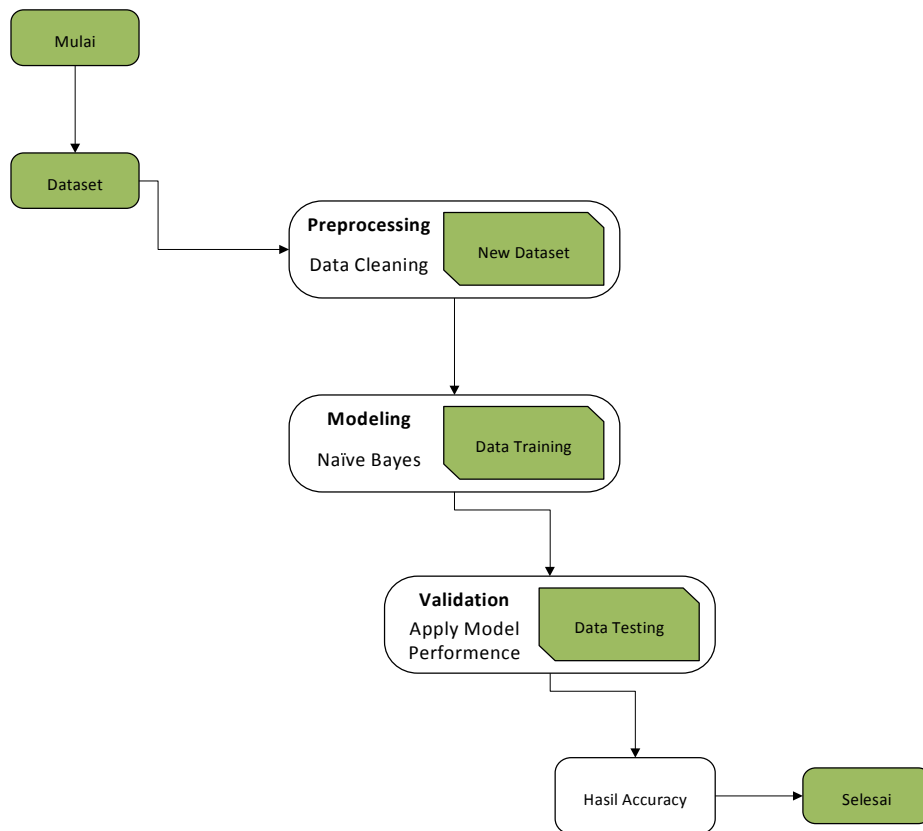 Mulai
Dataset
Preprocessing
Data Cleaning
New Dataset
Modeling
Naïve Bayes
Data Training
Validation
Apply Model
Performence
Data Testing
Hasil Accuracy
Selesai